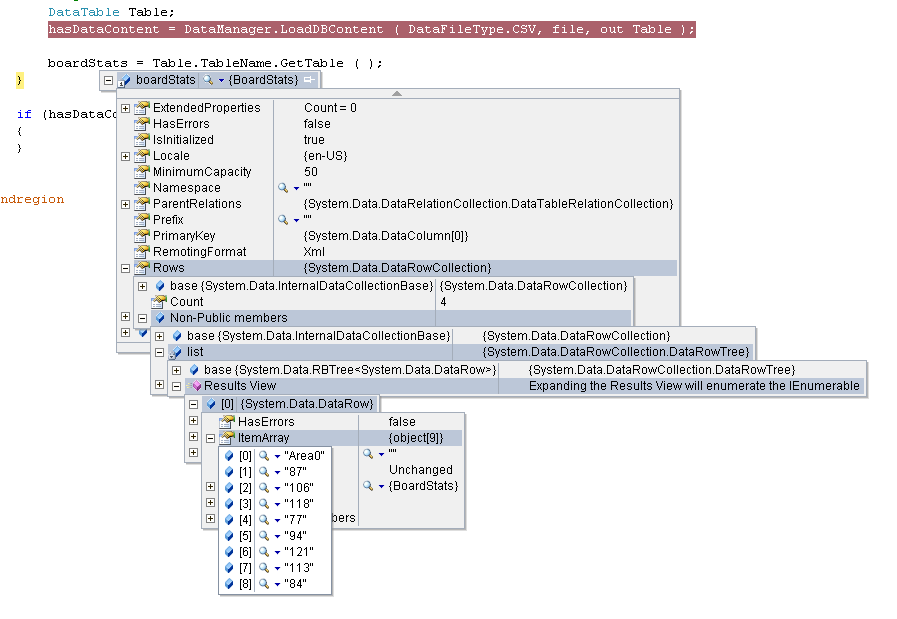 DataTable Table;
hasDataContent = DataManager.LoadDBContent ( DataFileType.CSV, file, out Table );
boardStats = Table.TableName.GetTable ( );
}
boardStats {BoardStats}
ExtendedProperties Count = 0
if (hasDataCo
HasErrors false
{
IsInitialized true
}
Locale {en-US}
MinimumCapacity 50
Namespace ""
ndregion
ParentRelations {System.Data.DataRelationCollection.DataTableRelationCollection}
Prefix ""
PrimaryKey {System.Data.DataColumn[0]}
RemotingFormat Xml
Rows {System.Data.DataRowCollection}
base {System.Data.InternalDataCollectionBase} {System.Data.DataRowCollection}
Count 4
Non-Public members
base {System.Data.InternalDataCollectionBase} {System.Data.DataRowCollection}
list {System.Data.DataRowCollection.DataRowTree}
base {System.Data.RBTree<System.Data.DataRow>} {System.Data.DataRowCollection.DataRowTree}
Results View Expanding the Results View will enumerate the IEnumerable
[0] {System.Data.DataRow}
HasErrors false
ItemArray {object[9]}
[0] "Area0" ""
[1] "87" Unchanged
[2] "106" {BoardStats}
[3] "118"
[4] "77" bers
[5] "94"
[6] "121"
[7] "113"
[8] "84"